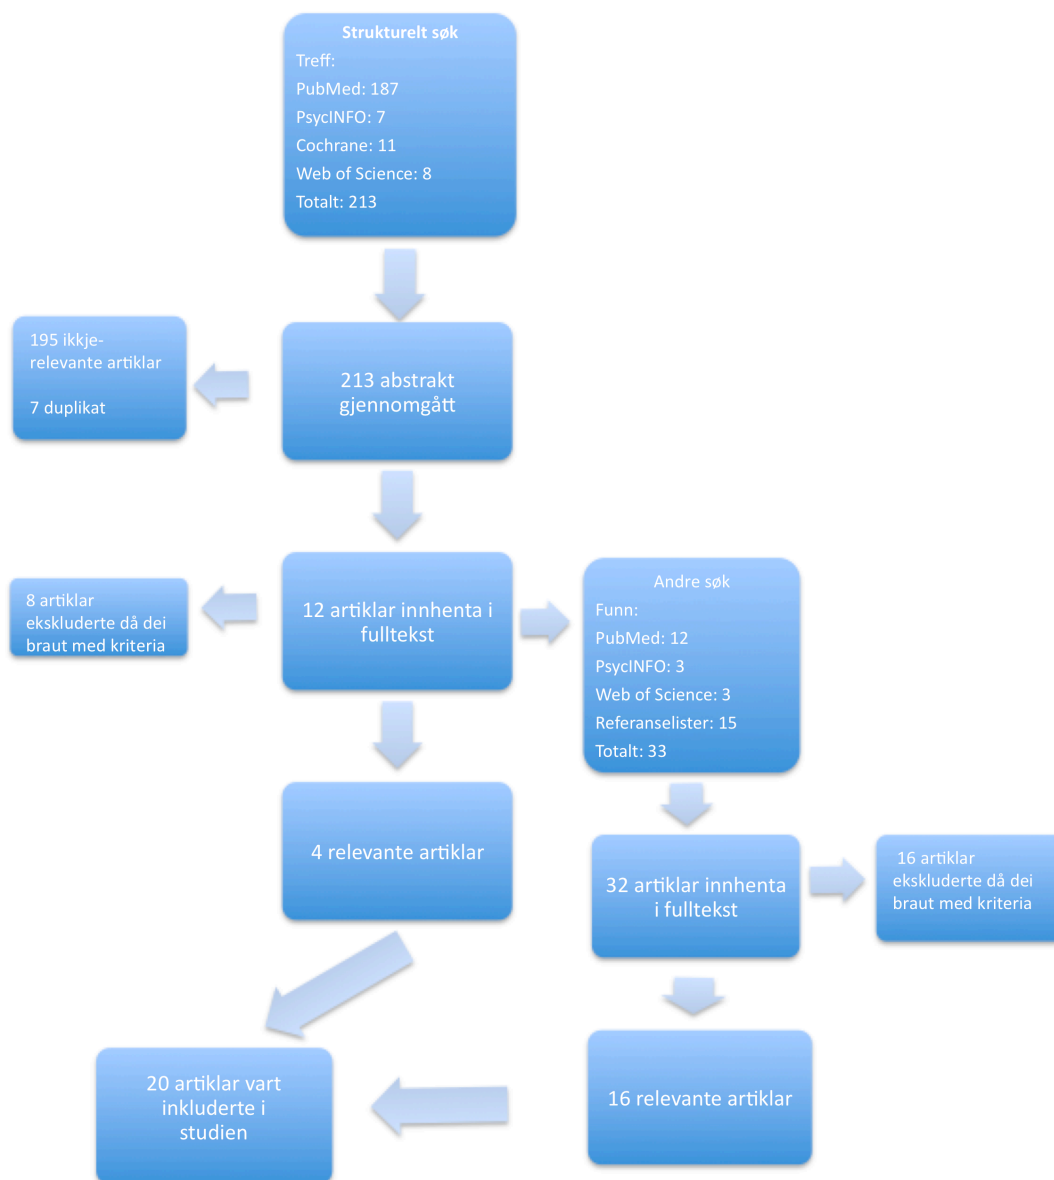 Strukturelt søk
Treff:
PubMed: 187
PsycINFO: 7
Cochrane: 11
Web of Science: 8
Totalt: 213
195 ikkje-
relevante artiklar
7 duplikat
213 abstrakt
gjennomgått
8 artiklar
ekskluderte då dei
braut med kriteria
12 artiklar innhenta i
fulltekst
Andre søk
Funn:
PubMed: 12
PsycINFO: 3
Web of Science: 3
Referanselister: 15
Totalt: 33
4 relevante artiklar
32 artiklar innhenta
i fulltekst
16 artiklar
ekskluderte då dei
braut med kriteria
20 artiklar vart
inkluderte i
studien
16 relevante artiklar